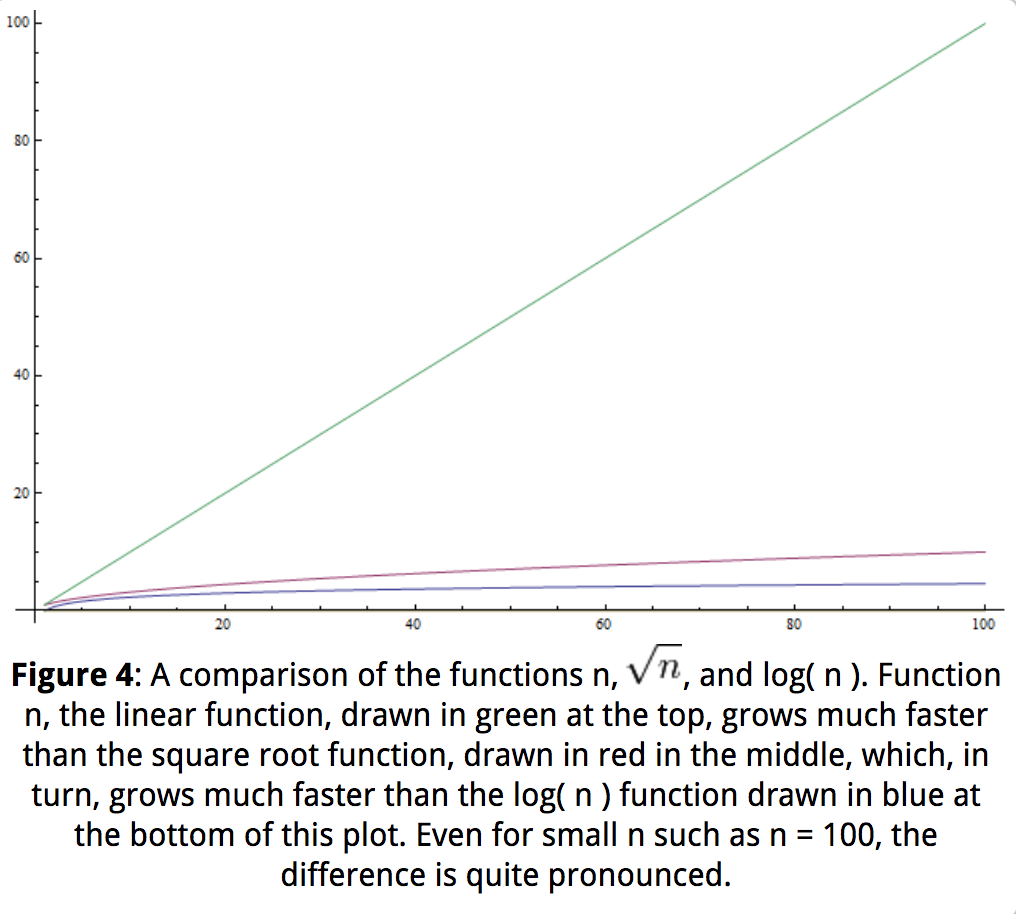 100
80
60
40
20
20 40 60 80 100
Figure 4: A comparison of the functions n, √n, and log( n ). Function
n, the linear function, drawn in green at the top, grows much faster
than the square root function, drawn in red in the middle, which, in
turn, grows much faster than the log( n ) function drawn in blue at
the bottom of this plot. Even for small n such as n = 100, the
difference is quite pronounced.